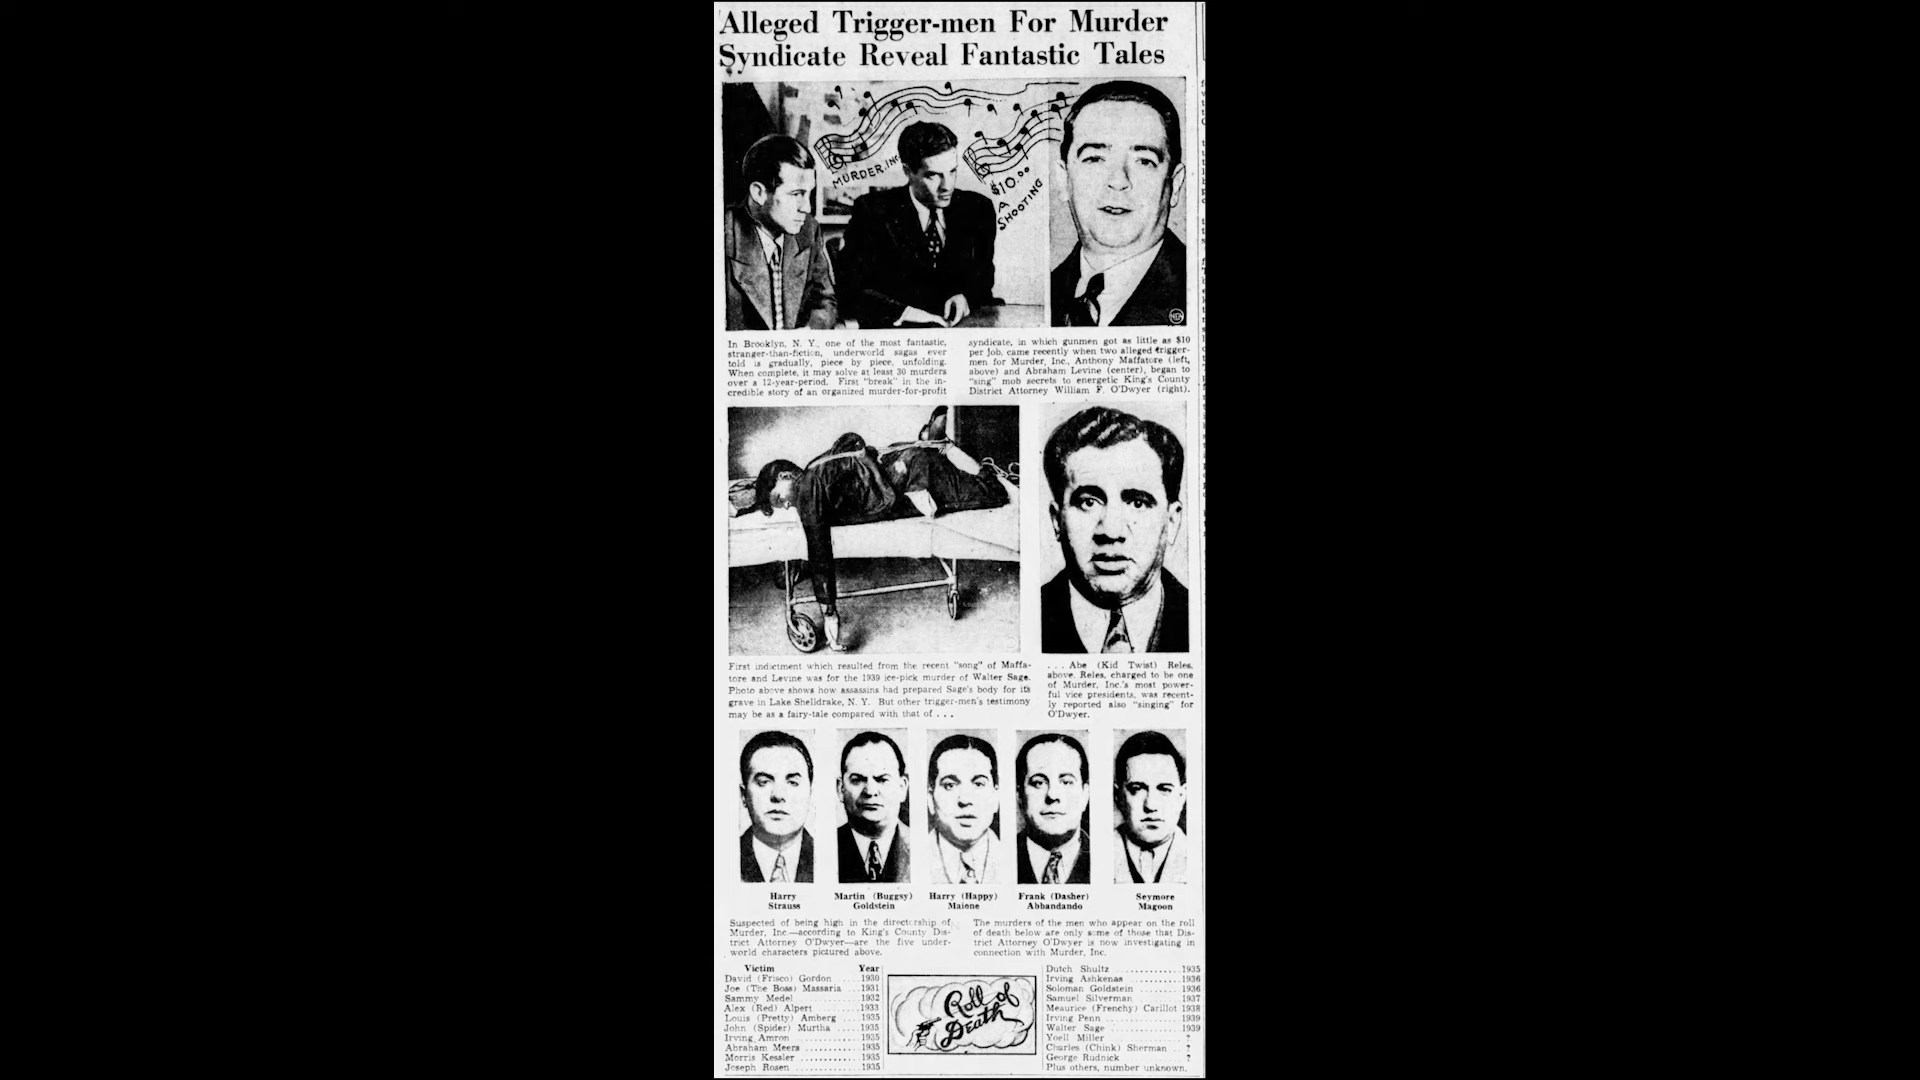 Alleged Trigger-men For Murder
Syndicate Reveal Fantastic Tales
MURDER, INC
$10.00
A
SHOOTING
In Brooklyn, N. Y., one of the most fantastic,
stranger-than-fiction, underworld sagas ever
told is gradually, piece by piece, unfolding.
When complete, it may solve at least 30 murders
over a 12-year-period. First "break" in the in-
credible story of an organized murder-for-profit
syndicate, in which gunmen got as little as $10
per job, came recently when two alleged trigger-
men for Murder, Inc., Anthony Maffatore (left,
above) and Abraham Levine (center), began to
"sing" mob secrets to energetic King's County
District Attorney William F. O'Dwyer (right).
First indictment which resulted from the recent "song" of Maffa-
tore and Levine was for the 1939 ice-pick murder of Walter Sage.
Photo above shows how assassins had prepared Sage's body for its
grave in Lake Shelldrake, N. Y. But other trigger-men's testimony
may be as a fairy-tale compared with that of . . .
. . . Abe (Kid Twist) Reles,
above. Reles, charged to be one
of Murder, Inc.'s most power-
ful vice presidents, was recent-
ly reported also "singing" for
O'Dwyer.
Harry
Strauss
Martin (Buggsy)
Goldstein
Harry (Happy)
Maione
Frank (Dasher)
Abbandando
Seymore
Magoon
Suspected of being high in the directorship of
Murder, Inc.—according to King's County Dis-
trict Attorney O'Dwyer—are the five under-
world characters pictured above.
The murders of the men who appear on the roll
of death below are only some of those that Dis-
trict Attorney O'Dwyer is now investigating in
connection with Murder, Inc.
Victim Year
David (Frisco) Gordon ....1930
Joe (The Boss) Massaria ...1931
Sammy Medel ..........1932
Alex (Red) Alpert ........1933
Louis (Pretty) Amberg ....1935
John (Spider) Murtha .....1935
Irving Amron ...........1935
Abraham Meers ...........1935
Morris Kessler ............1935
Joseph Rosen ............1935
Roll of
Death
Dutch Shultz .............1935
Irving Ashkenas ..........1936
Soloman Goldstein ........1936
Samuel Silverman .........1937
Meaurice (Frenchy) Carillot 1938
Irving Penn ..............1939
Walter Sage ..............1939
Yoell Miller ..............?
Charles (Chink) Sherman ..?
George Rudnick ...........?
Plus others, number unknown.